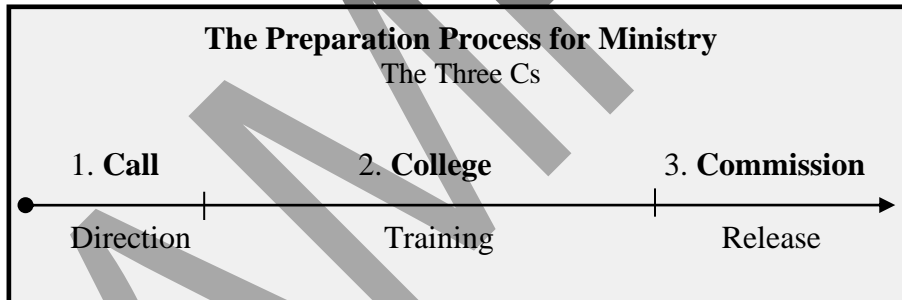 The Preparation Process for Ministry
The Three Cs
1. Call 2. College 3. Commission
Direction Training Release